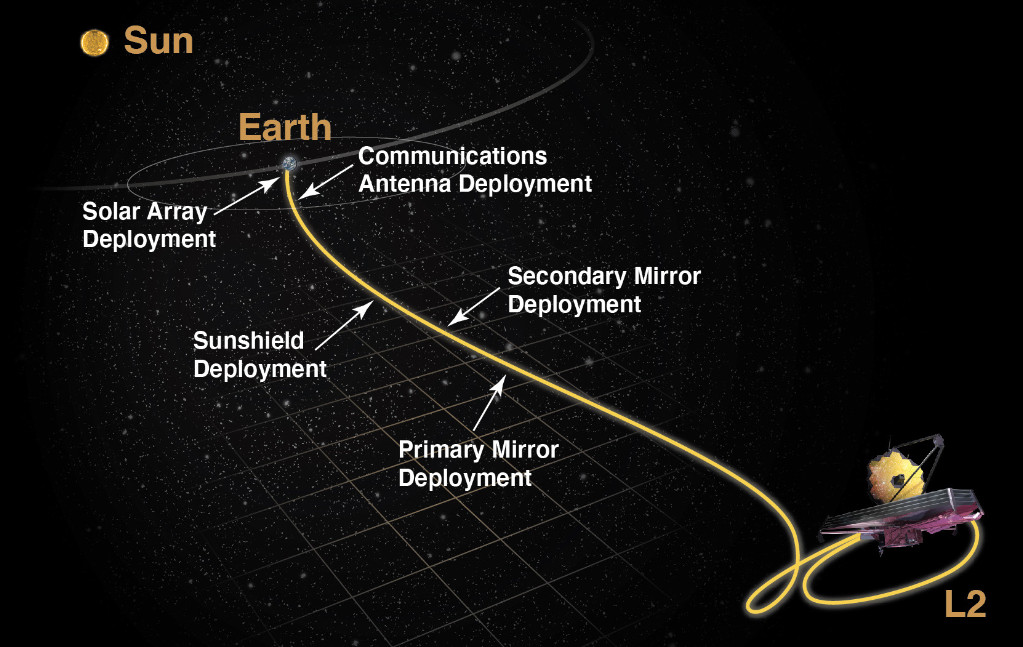 Sun
Earth
Communications
Antenna Deployment
Solar Array
Deployment
Secondary Mirror
Deployment
Sunshield
Deployment
Primary Mirror
Deployment
L2